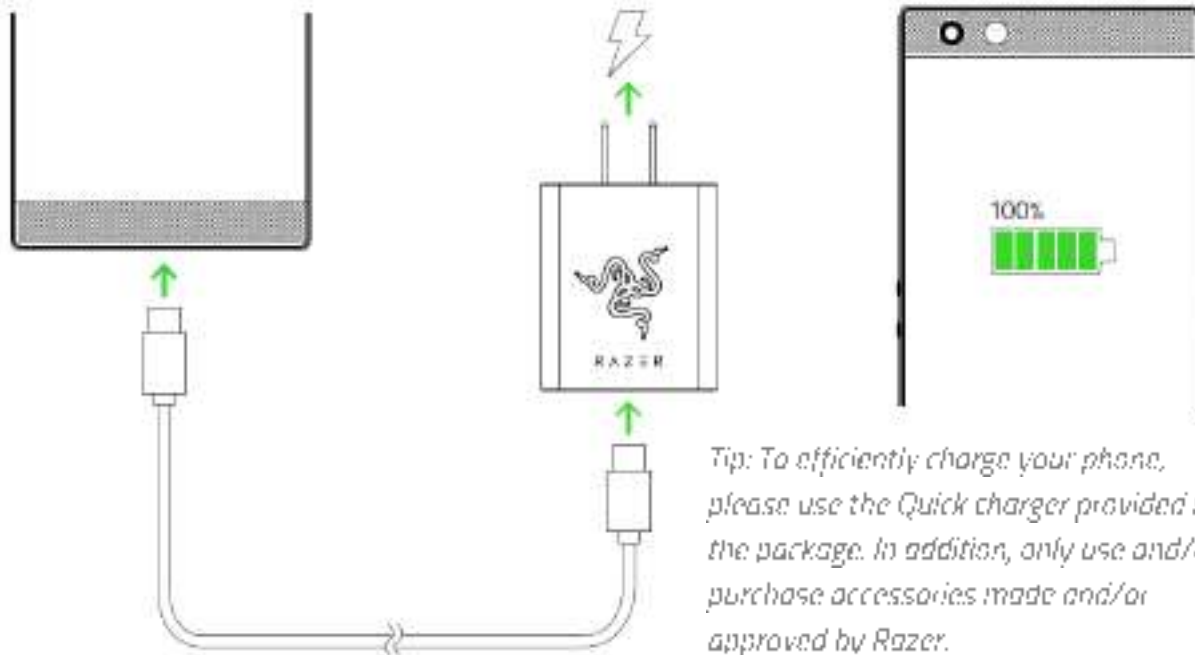 100%
RAZER
Tip: To efficiently charge your phone,
please use the Quick charger provided
the package. In addition, only use and/
purchase accessories made and/or
approved by Razer.